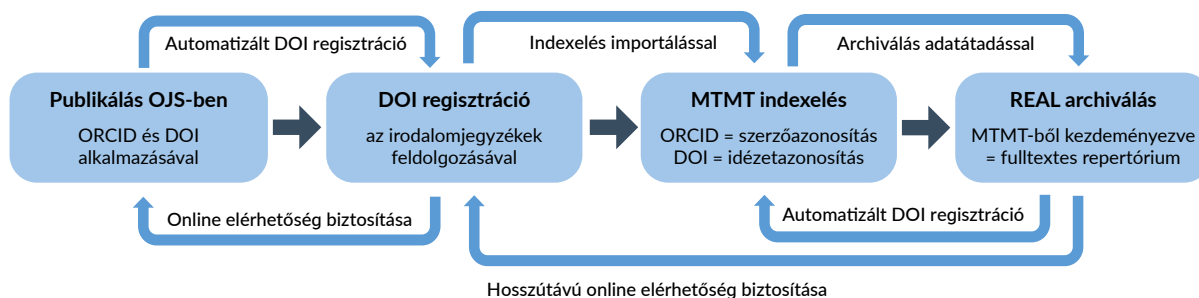 Automatizált DOI regisztráció
Indexelés importálással
Archiválás adatátadással
Publikálás OJS-ben
ORCID és DOI
alkalmazásával
DOI regisztráció
az irodalomjegyzékek
feldolgozásával
MTMT indexelés
ORCID = szerzőazonosítás
DOI = idézetazonosítás
REAL archiválás
MTMT-ből kezdeményezve
= fulltextes repertórium
Online elérhetőség biztosítása
Automatizált DOI regisztráció
Hosszútávú online elérhetőség biztosítása